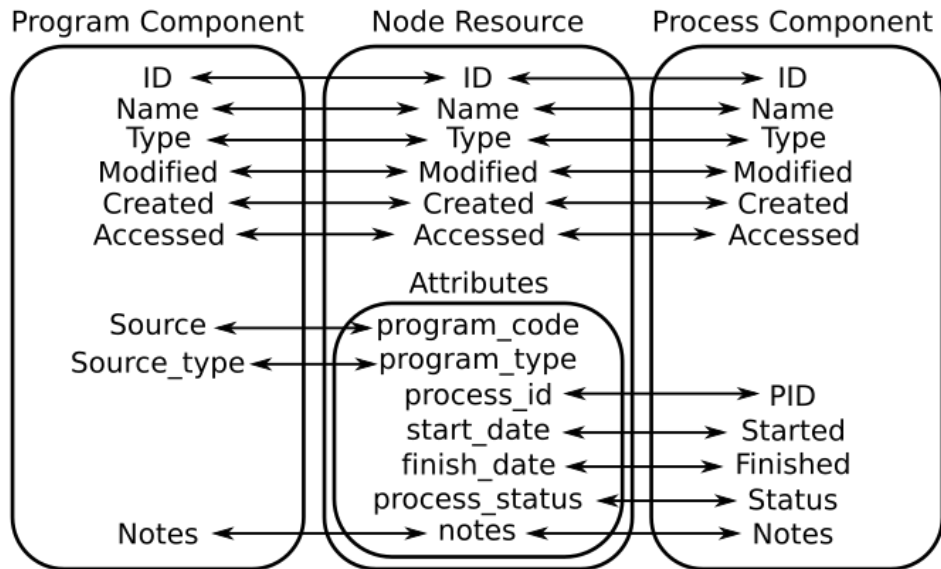 Program Component Node Resource Process Component
ID ID ID
Name Name Name
Type Type Type
Modified Modified Modified
Created Created Created
Accessed Accessed Accessed
Attributes
Source program_code
Source_type program_type
process_id PID
start_date Started
finish_date Finished
process_status Status
Notes notes Notes